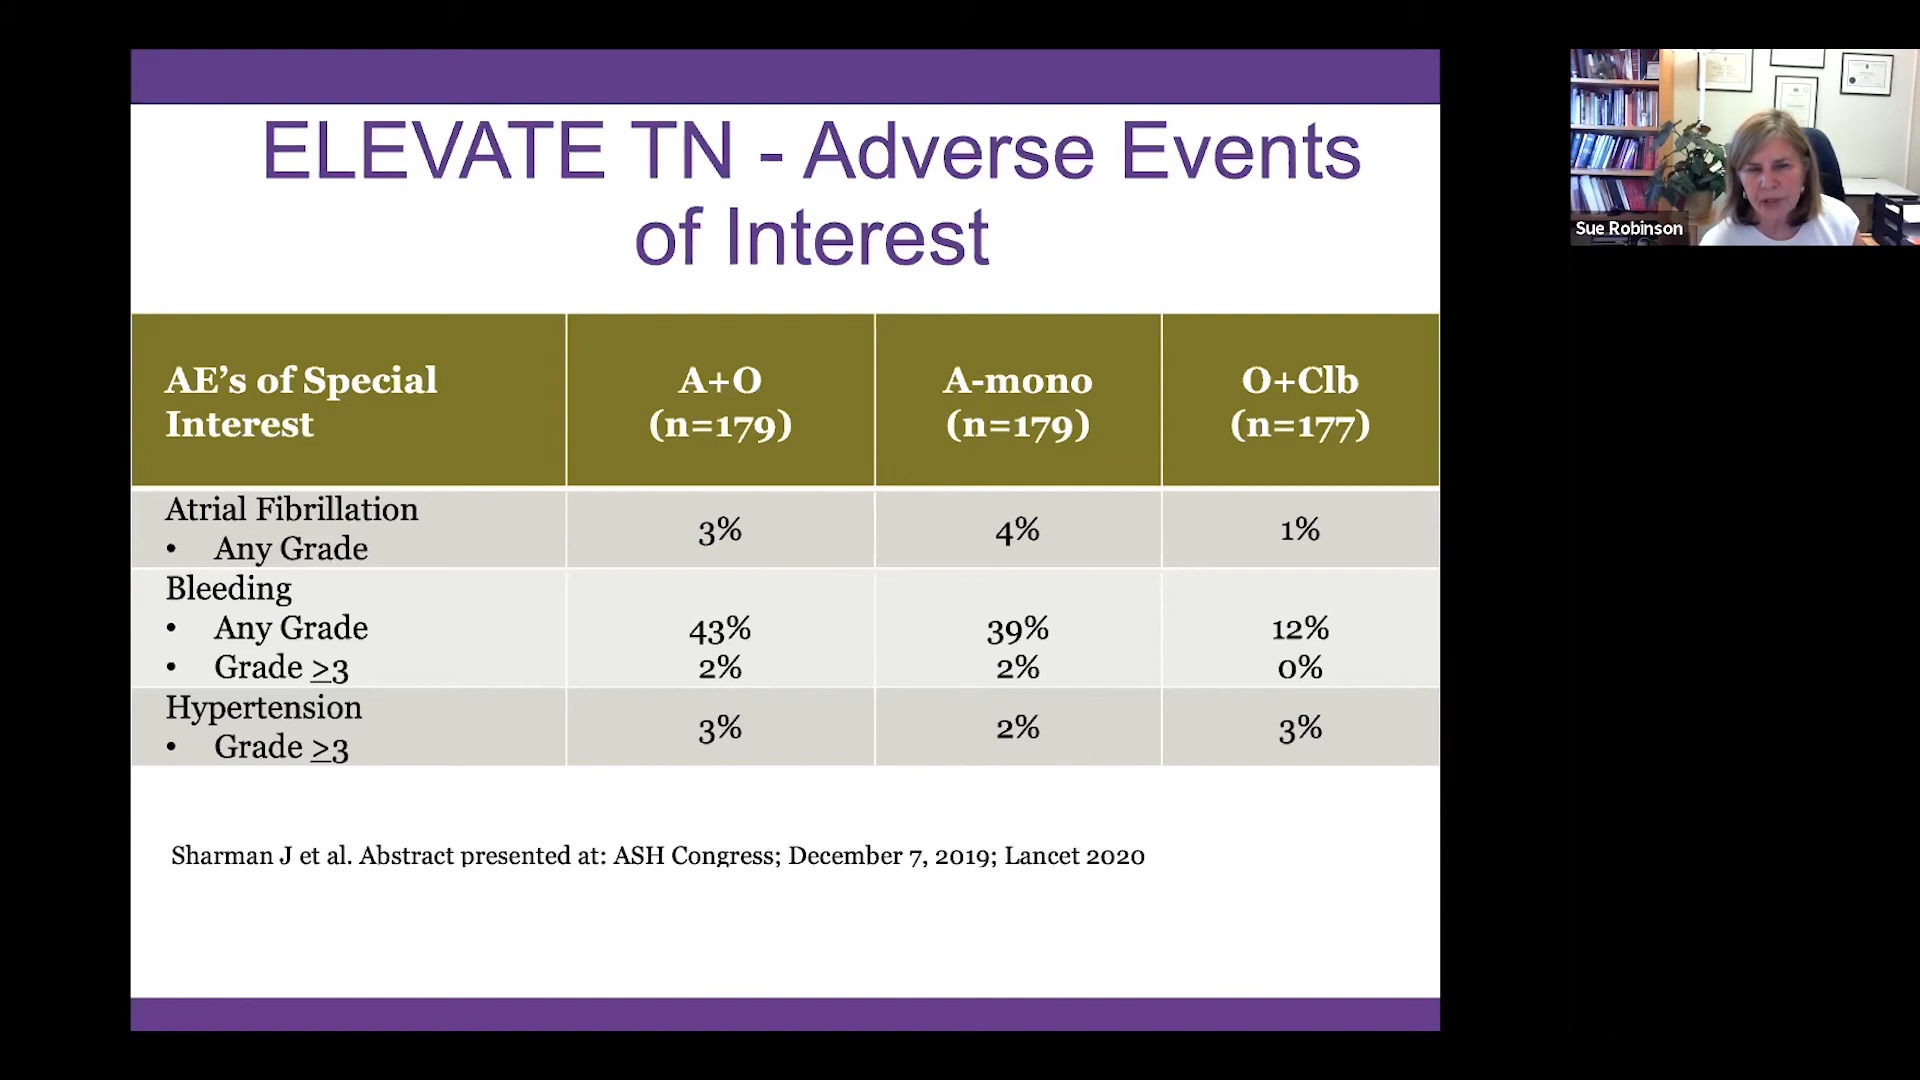 ELEVATE TN - Adverse Events
of Interest
AE's of Special
Interest
A+O
(n=179)
A-mono
(n=179)
O+Clb
(n=177)
Atrial Fibrillation
• Any Grade
3%
4%
1%
Bleeding
• Any Grade
43%
39%
12%
• Grade >3
2%
2%
0%
Hypertension
• Grade >3
3%
2%
3%
Sharman J et al. Abstract presented at: ASH Congress; December 7, 2019; Lancet 2020
Sue Robinson